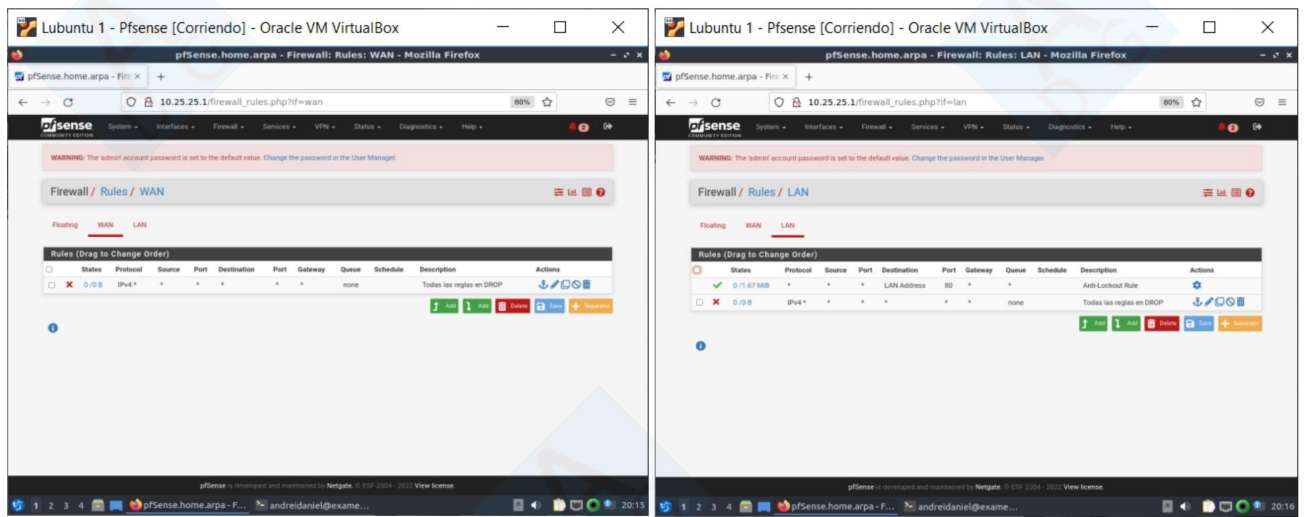 Lubuntu 1 - Pfsense [Corriendo] - Oracle VM VirtualBox
pfSense.home.arpa - Firewall: Rules: WAN - Mozilla Firefox
pfSense.home.arpa - Fire
10.25.25.1/firewall_rules.php?if=wan 80%
pfsense System Interfaces Firewall Services VPN Status Diagnostics Help 2
COMMUNITY EDITION
WARNING: The 'admin' account password is set to the default value. Change the password in the User Manager.
Firewall / Rules / WAN
Floating WAN LAN
Rules (Drag to Change Order)
States Protocol Source Port Destination Port Gateway Queue Schedule Description Actions
0 /0 B IPv4 * * * * * * none Todas las reglas en DROP
Add Add Delete Save Separator
pfSense is developed and maintained by Netgate. © ESF 2004 - 2022 View license.
1 2 3 4 pfSense.home.arpa - F... andreidaniel@exame... 20:15
Lubuntu 1 - Pfsense [Corriendo] - Oracle VM VirtualBox
pfSense.home.arpa - Firewall: Rules: LAN - Mozilla Firefox
pfSense.home.arpa - Fire
10.25.25.1/firewall_rules.php?if=lan 80%
pfsense System Interfaces Firewall Services VPN Status Diagnostics Help 2
COMMUNITY EDITION
WARNING: The 'admin' account password is set to the default value. Change the password in the User Manager.
Firewall / Rules / LAN
Floating WAN LAN
Rules (Drag to Change Order)
States Protocol Source Port Destination Port Gateway Queue Schedule Description Actions
0 /1.67 MiB * * * LAN Address 80 * * Anti-Lockout Rule
0 /0 B IPv4 * * * * * * none Todas las reglas en DROP
Add Add Delete Save Separator
pfSense is developed and maintained by Netgate. © ESF 2004 - 2022 View license.
1 2 3 4 pfSense.home.arpa - F... andreidaniel@exame... 20:16